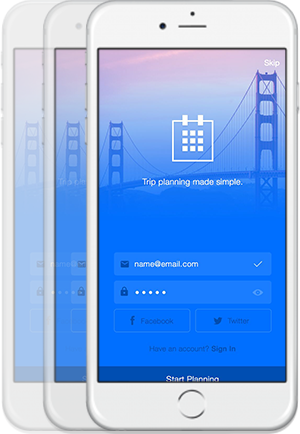 Skip
Trip planning made simple.
name@email.com
Facebook
Twitter
Have an account? Sign In
Start Planning